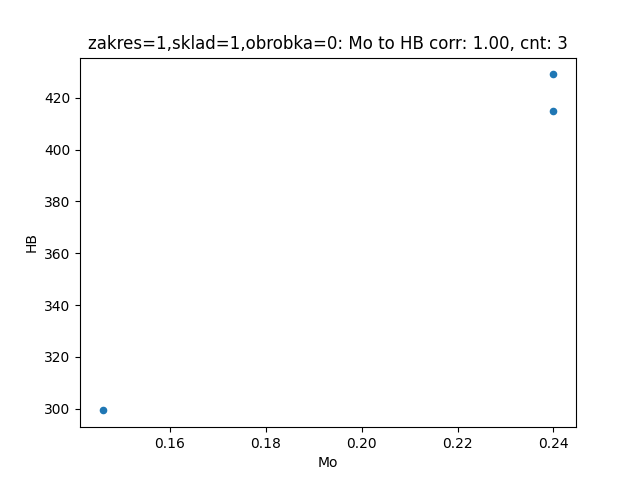 zakres=1,sklad=1,obrobka=0: Mo to HB corr: 1.00, cnt: 3
420
400
380
360
340
320
300
HB
0.16 0.18 0.20 0.22 0.24
Mo